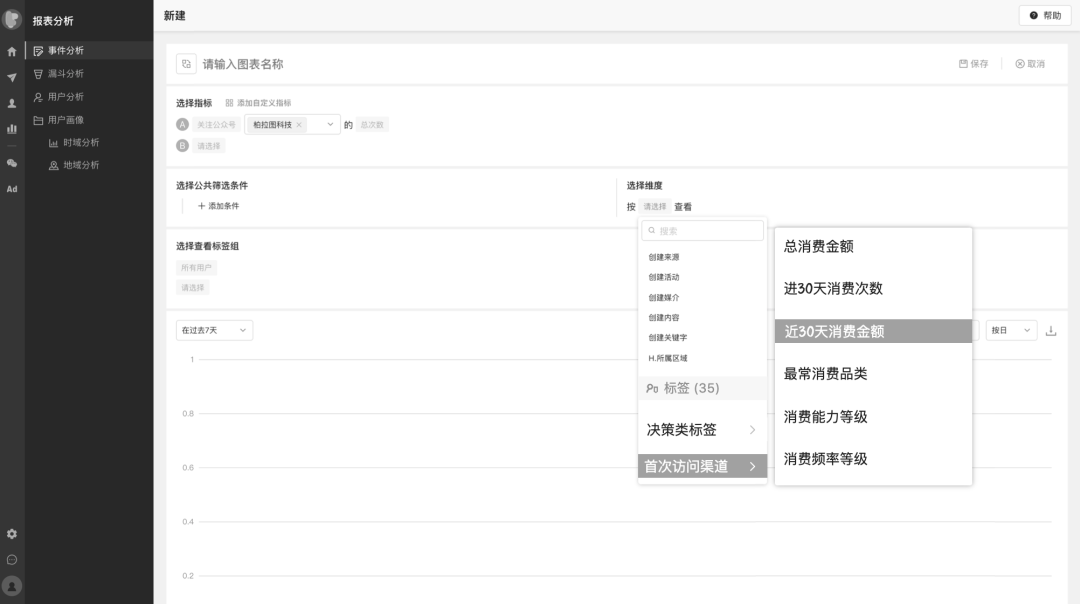 报表分析
事件分析
漏斗分析
用户分析
用户画像
时域分析
地域分析
Ad
新建
帮助
请输入图表名称
保存
取消
选择指标 添加自定义指标
A 关注公众号 柏拉图科技 × 的 总次数
B 请选择
选择公共筛选条件
+ 添加条件
选择维度
按 请选择 查看
搜索
创建来源
创建活动
创建媒介
创建内容
创建关键字
H.所属区域
标签 (35)
决策类标签
首次访问渠道
总消费金额
进30天消费次数
近30天消费金额
最常消费品类
消费能力等级
消费频率等级
选择查看标签组
所有用户
请选择
在过去7天
按日
1
0.8
0.6
0.4
0.2